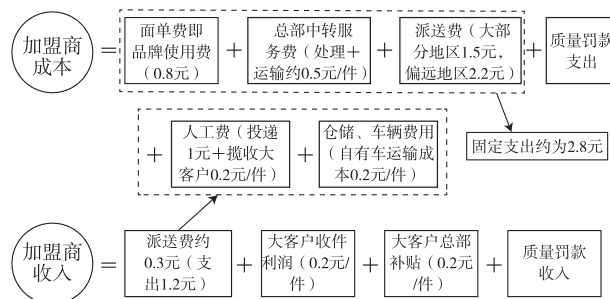 加盟商
成本
=
面单费即
品牌使用费
(0.8元)
+
总部中转服
务费(处理+
运输约0.5元/件)
+
派送费(大部
分地区1.5元,
偏远地区2.2元)
+
质量罚款
支出
+
人工费(投递
1元+揽收大
客户0.2元/件)
+
仓储、车辆费用
(自有车运输成
本0.2元/件)
固定支出约为2.8元
加盟商
收入
=
派送费约
0.3元(支
出1.2元)
+
大客户收件
利润(0.2元/
件)
+
大客户总部
补贴(0.2元/
件)
+
质量罚款
收入